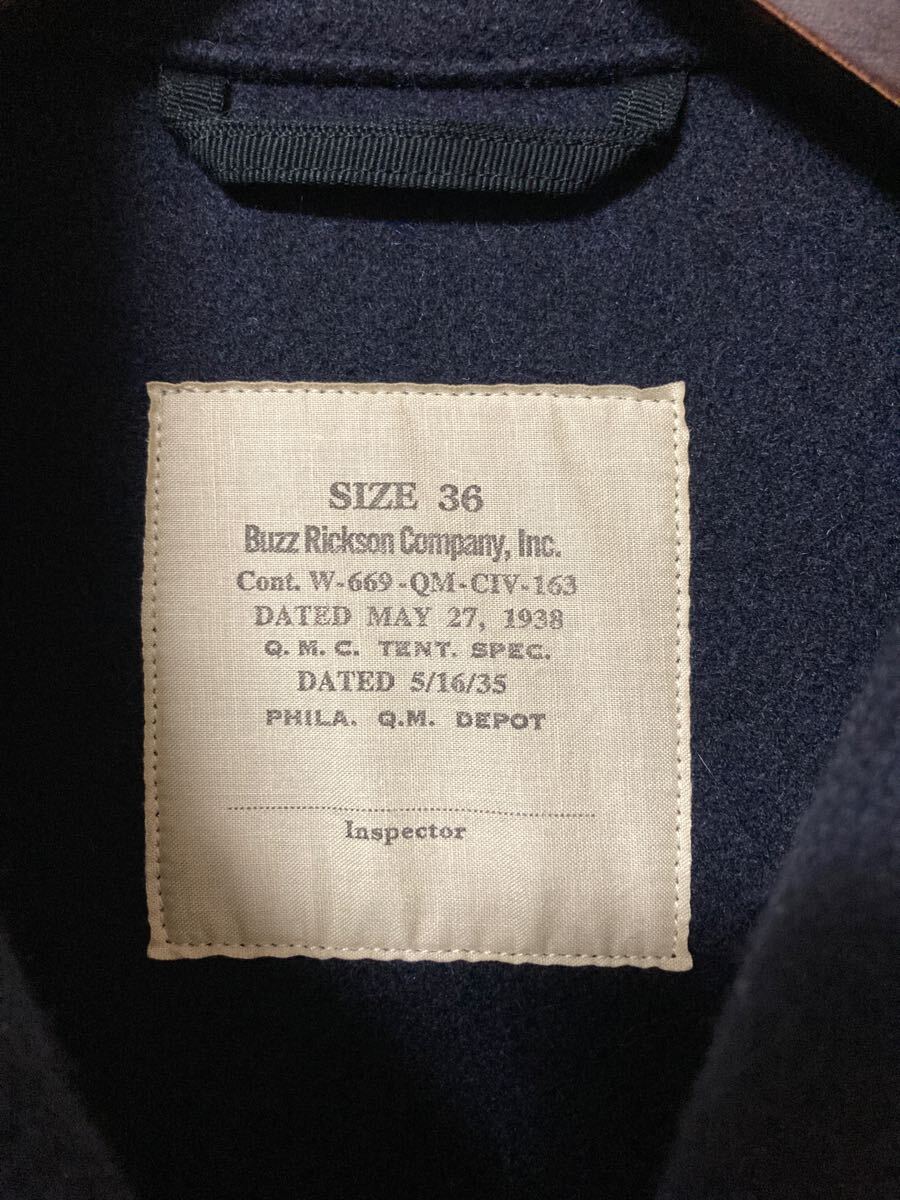 SIZE 36
Buzz Rickson Company, Inc.
Cont. W-669-QM-CIV-163
DATED MAY 27, 1938
Q. M. C. TENT. SPEC.
DATED 5/16/35
PHILA. Q.M. DEPOT
Inspector